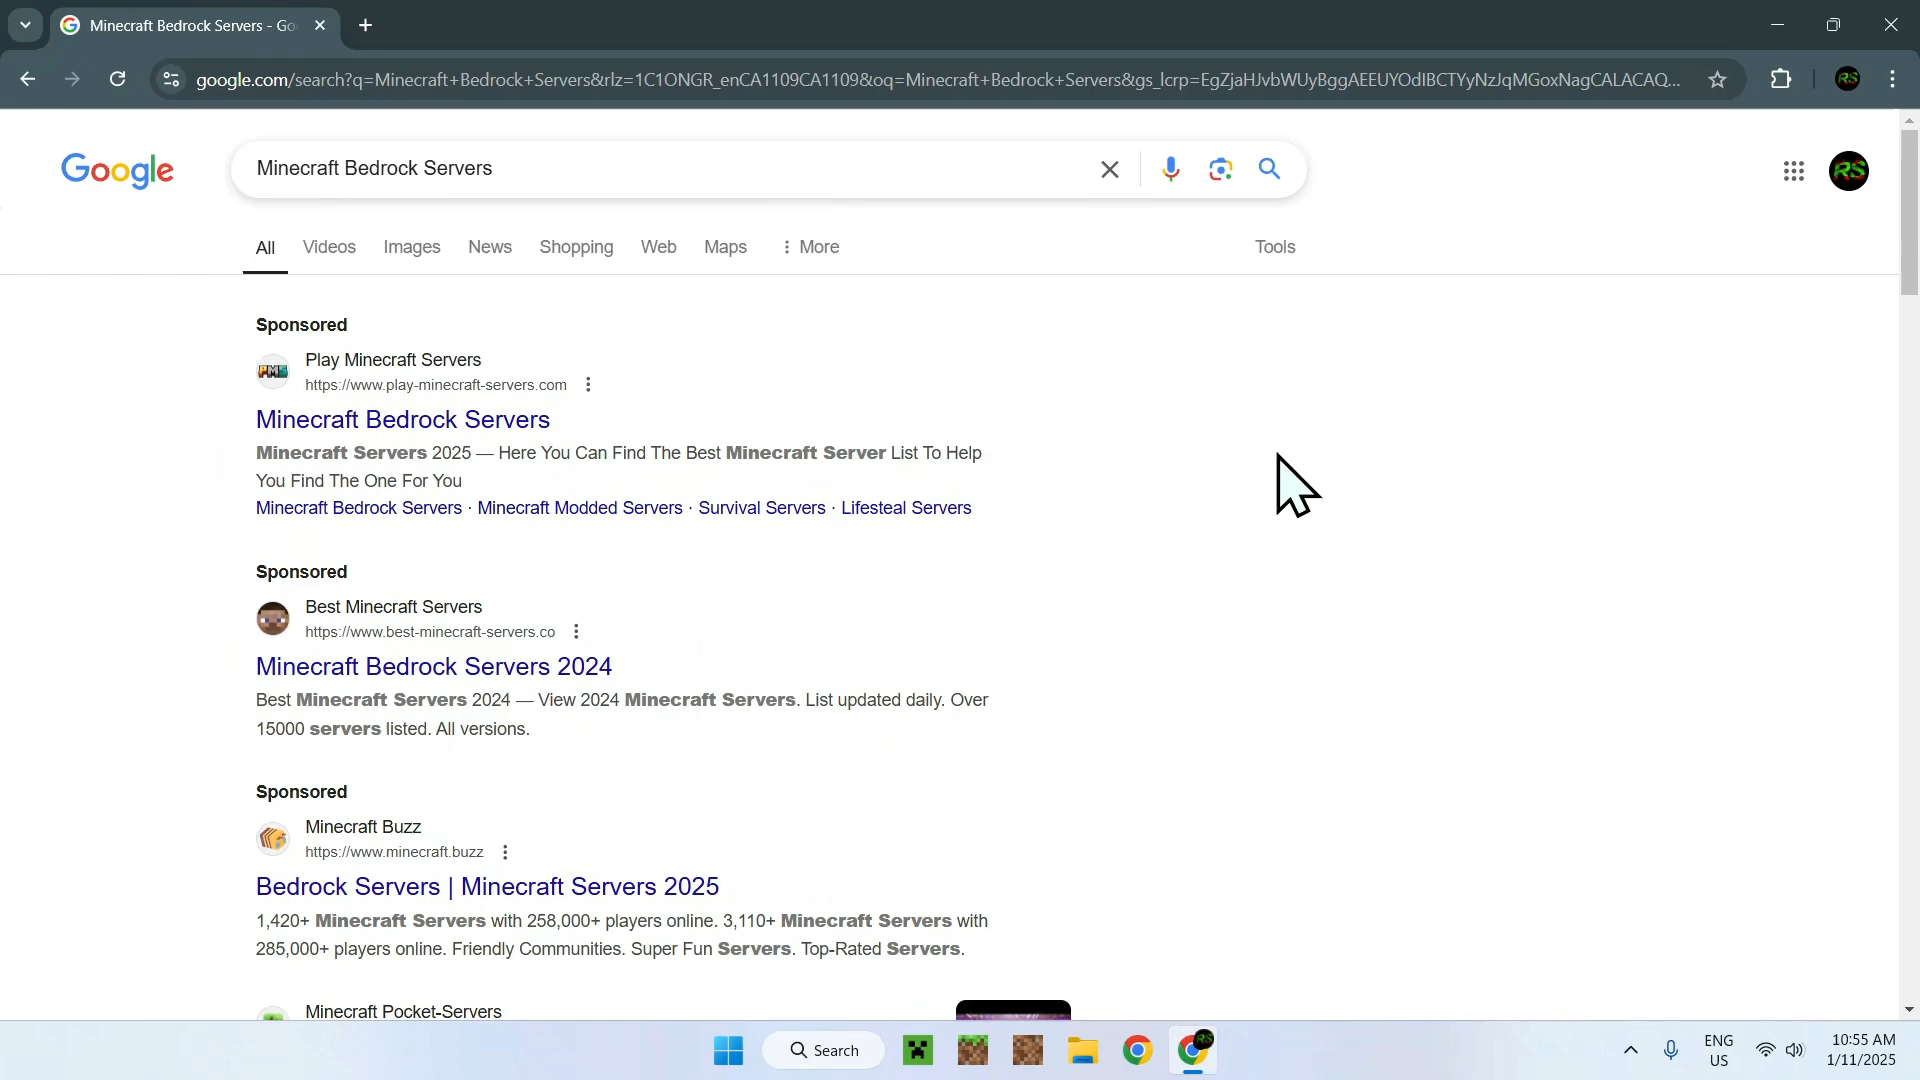 Minecraft Bedrock Servers - Go
google.com/search?q=Minecraft+Bedrock+Servers&rlz=1C1ONGR_enCA1109CA1109&oq=Minecraft+Bedrock+Servers&gs_lcrp=EgZjaHJvbWUyBggAEEUYOdIBCTYyNzJqMGoxNagCALACAQ...
RS
Google
Minecraft Bedrock Servers
RS
All Videos Images News Shopping Web Maps More Tools
Sponsored
PMS
Play Minecraft Servers
https://www.play-minecraft-servers.com
Minecraft Bedrock Servers
Minecraft Servers 2025 — Here You Can Find The Best Minecraft Server List To Help
You Find The One For You
Minecraft Bedrock Servers · Minecraft Modded Servers · Survival Servers · Lifesteal Servers
Sponsored
Best Minecraft Servers
https://www.best-minecraft-servers.co
Minecraft Bedrock Servers 2024
Best Minecraft Servers 2024 — View 2024 Minecraft Servers. List updated daily. Over
15000 servers listed. All versions.
Sponsored
Minecraft Buzz
https://www.minecraft.buzz
Bedrock Servers | Minecraft Servers 2025
1,420+ Minecraft Servers with 258,000+ players online. 3,110+ Minecraft Servers with
285,000+ players online. Friendly Communities. Super Fun Servers. Top-Rated Servers.
Minecraft Pocket-Servers
Search
RS
ENG
US
10:55 AM
1/11/2025